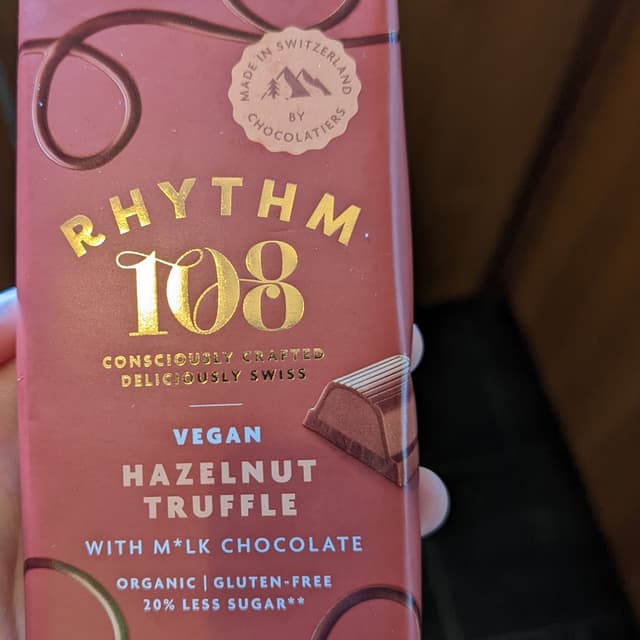 MADE IN SWITZERLAND
BY
CHOCOLATIERS
RHYTHM
108
CONSCIOUSLY CRAFTED
DELICIOUSLY SWISS
VEGAN
HAZELNUT
TRUFFLE
WITH M*LK CHOCOLATE
ORGANIC | GLUTEN-FREE
20% LESS SUGAR**